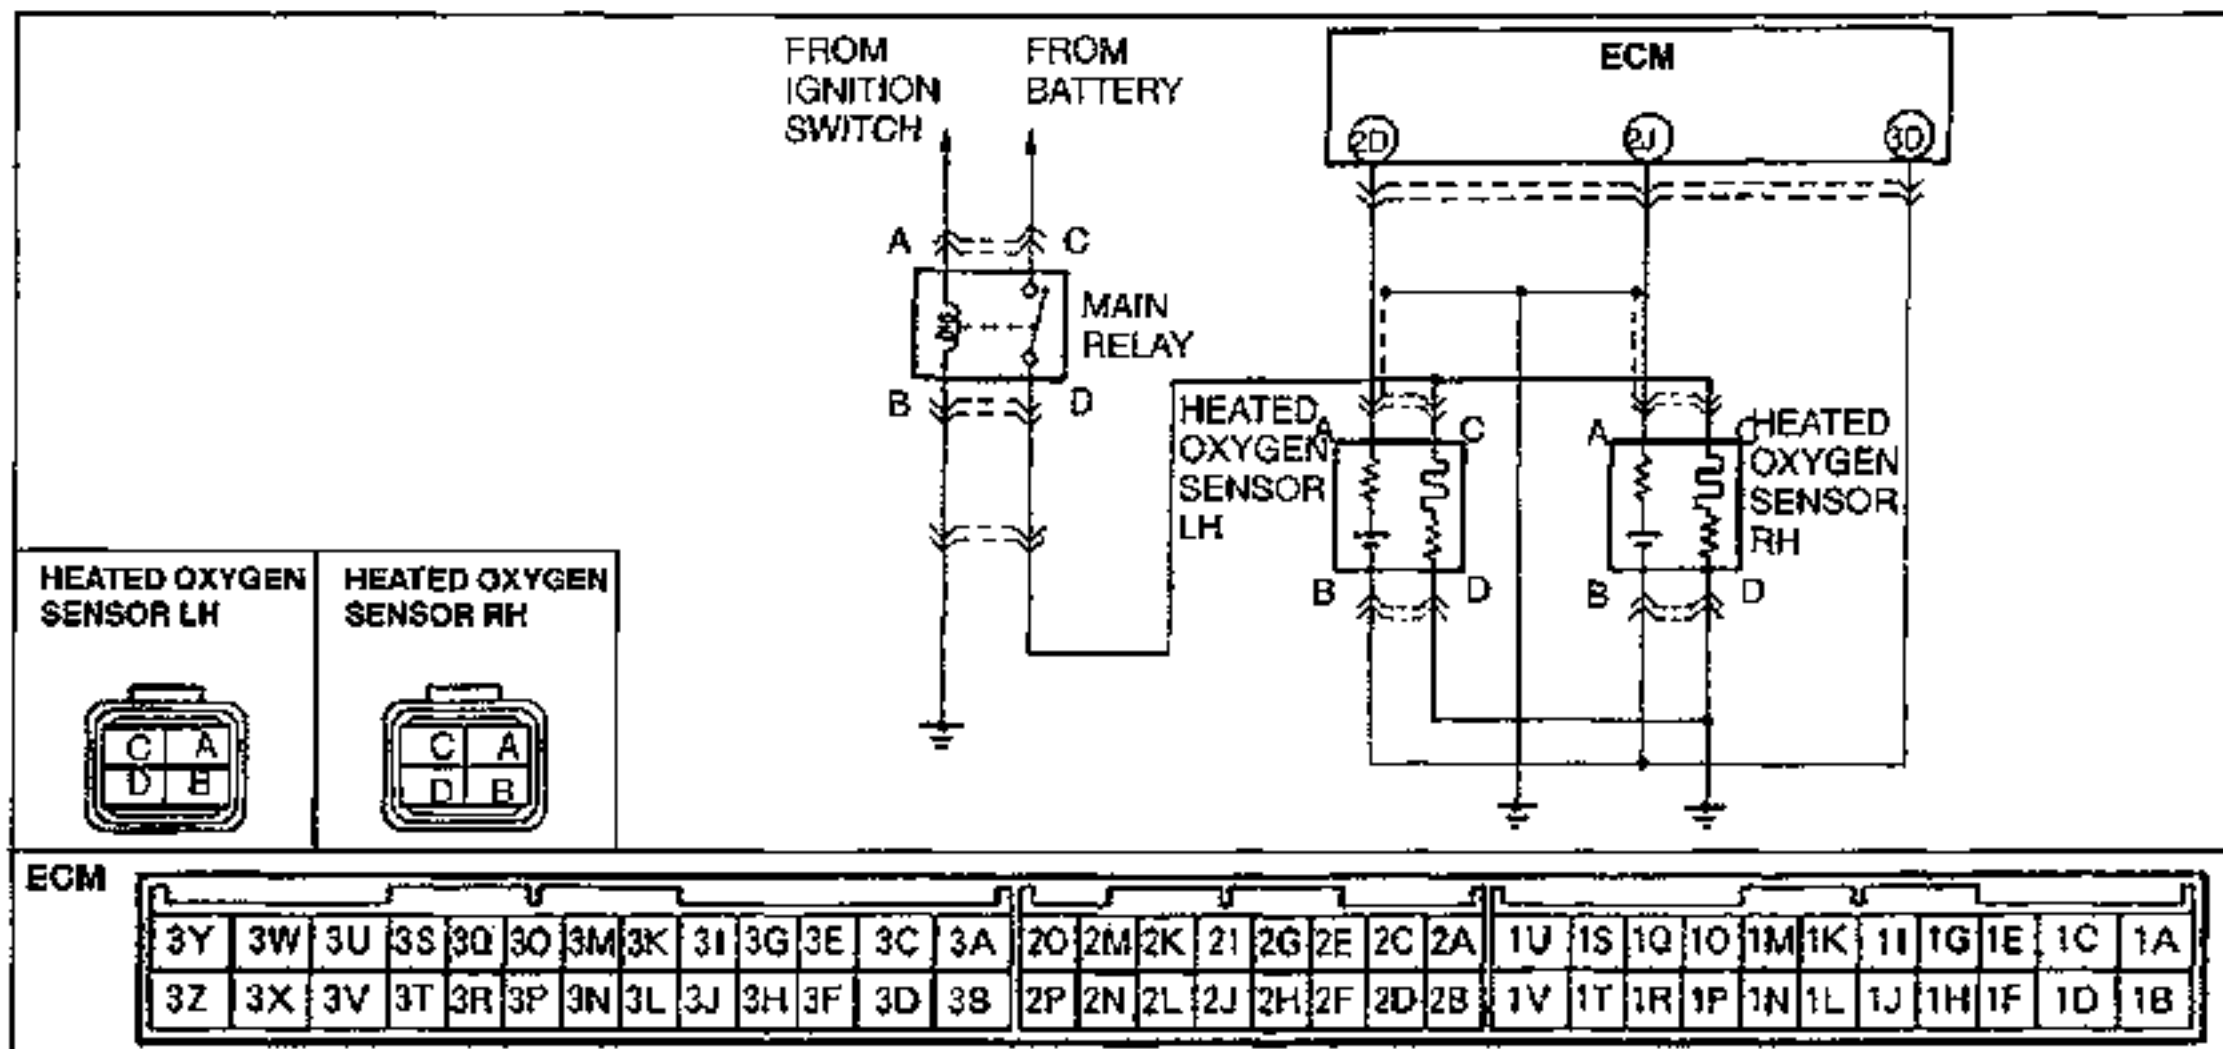 FROM
IGNITION
SWITCH
FROM
BATTERY
ECM
2D
2J
3D
A
C
MAIN
RELAY
B
D
HEATED
OXYGEN
SENSOR
LH
A
C
B
D
A
C
HEATED
OXYGEN
SENSOR
RH
B
D
HEATED OXYGEN
SENSOR LH
C A
D B
HEATED OXYGEN
SENSOR RH
C A
D B
ECM
3Y 3W 3U 3S 3Q 3O 3M 3K 3I 3G 3E 3C 3A 2O 2M 2K 2I 2G 2E 2C 2A 1U 1S 1Q 1O 1M 1K 1I 1G 1E 1C 1A
3Z 3X 3V 3T 3R 3P 3N 3L 3J 3H 3F 3D 3B 2P 2N 2L 2J 2H 2F 2D 2B 1V 1T 1R 1P 1N 1L 1J 1H 1F 1D 1B